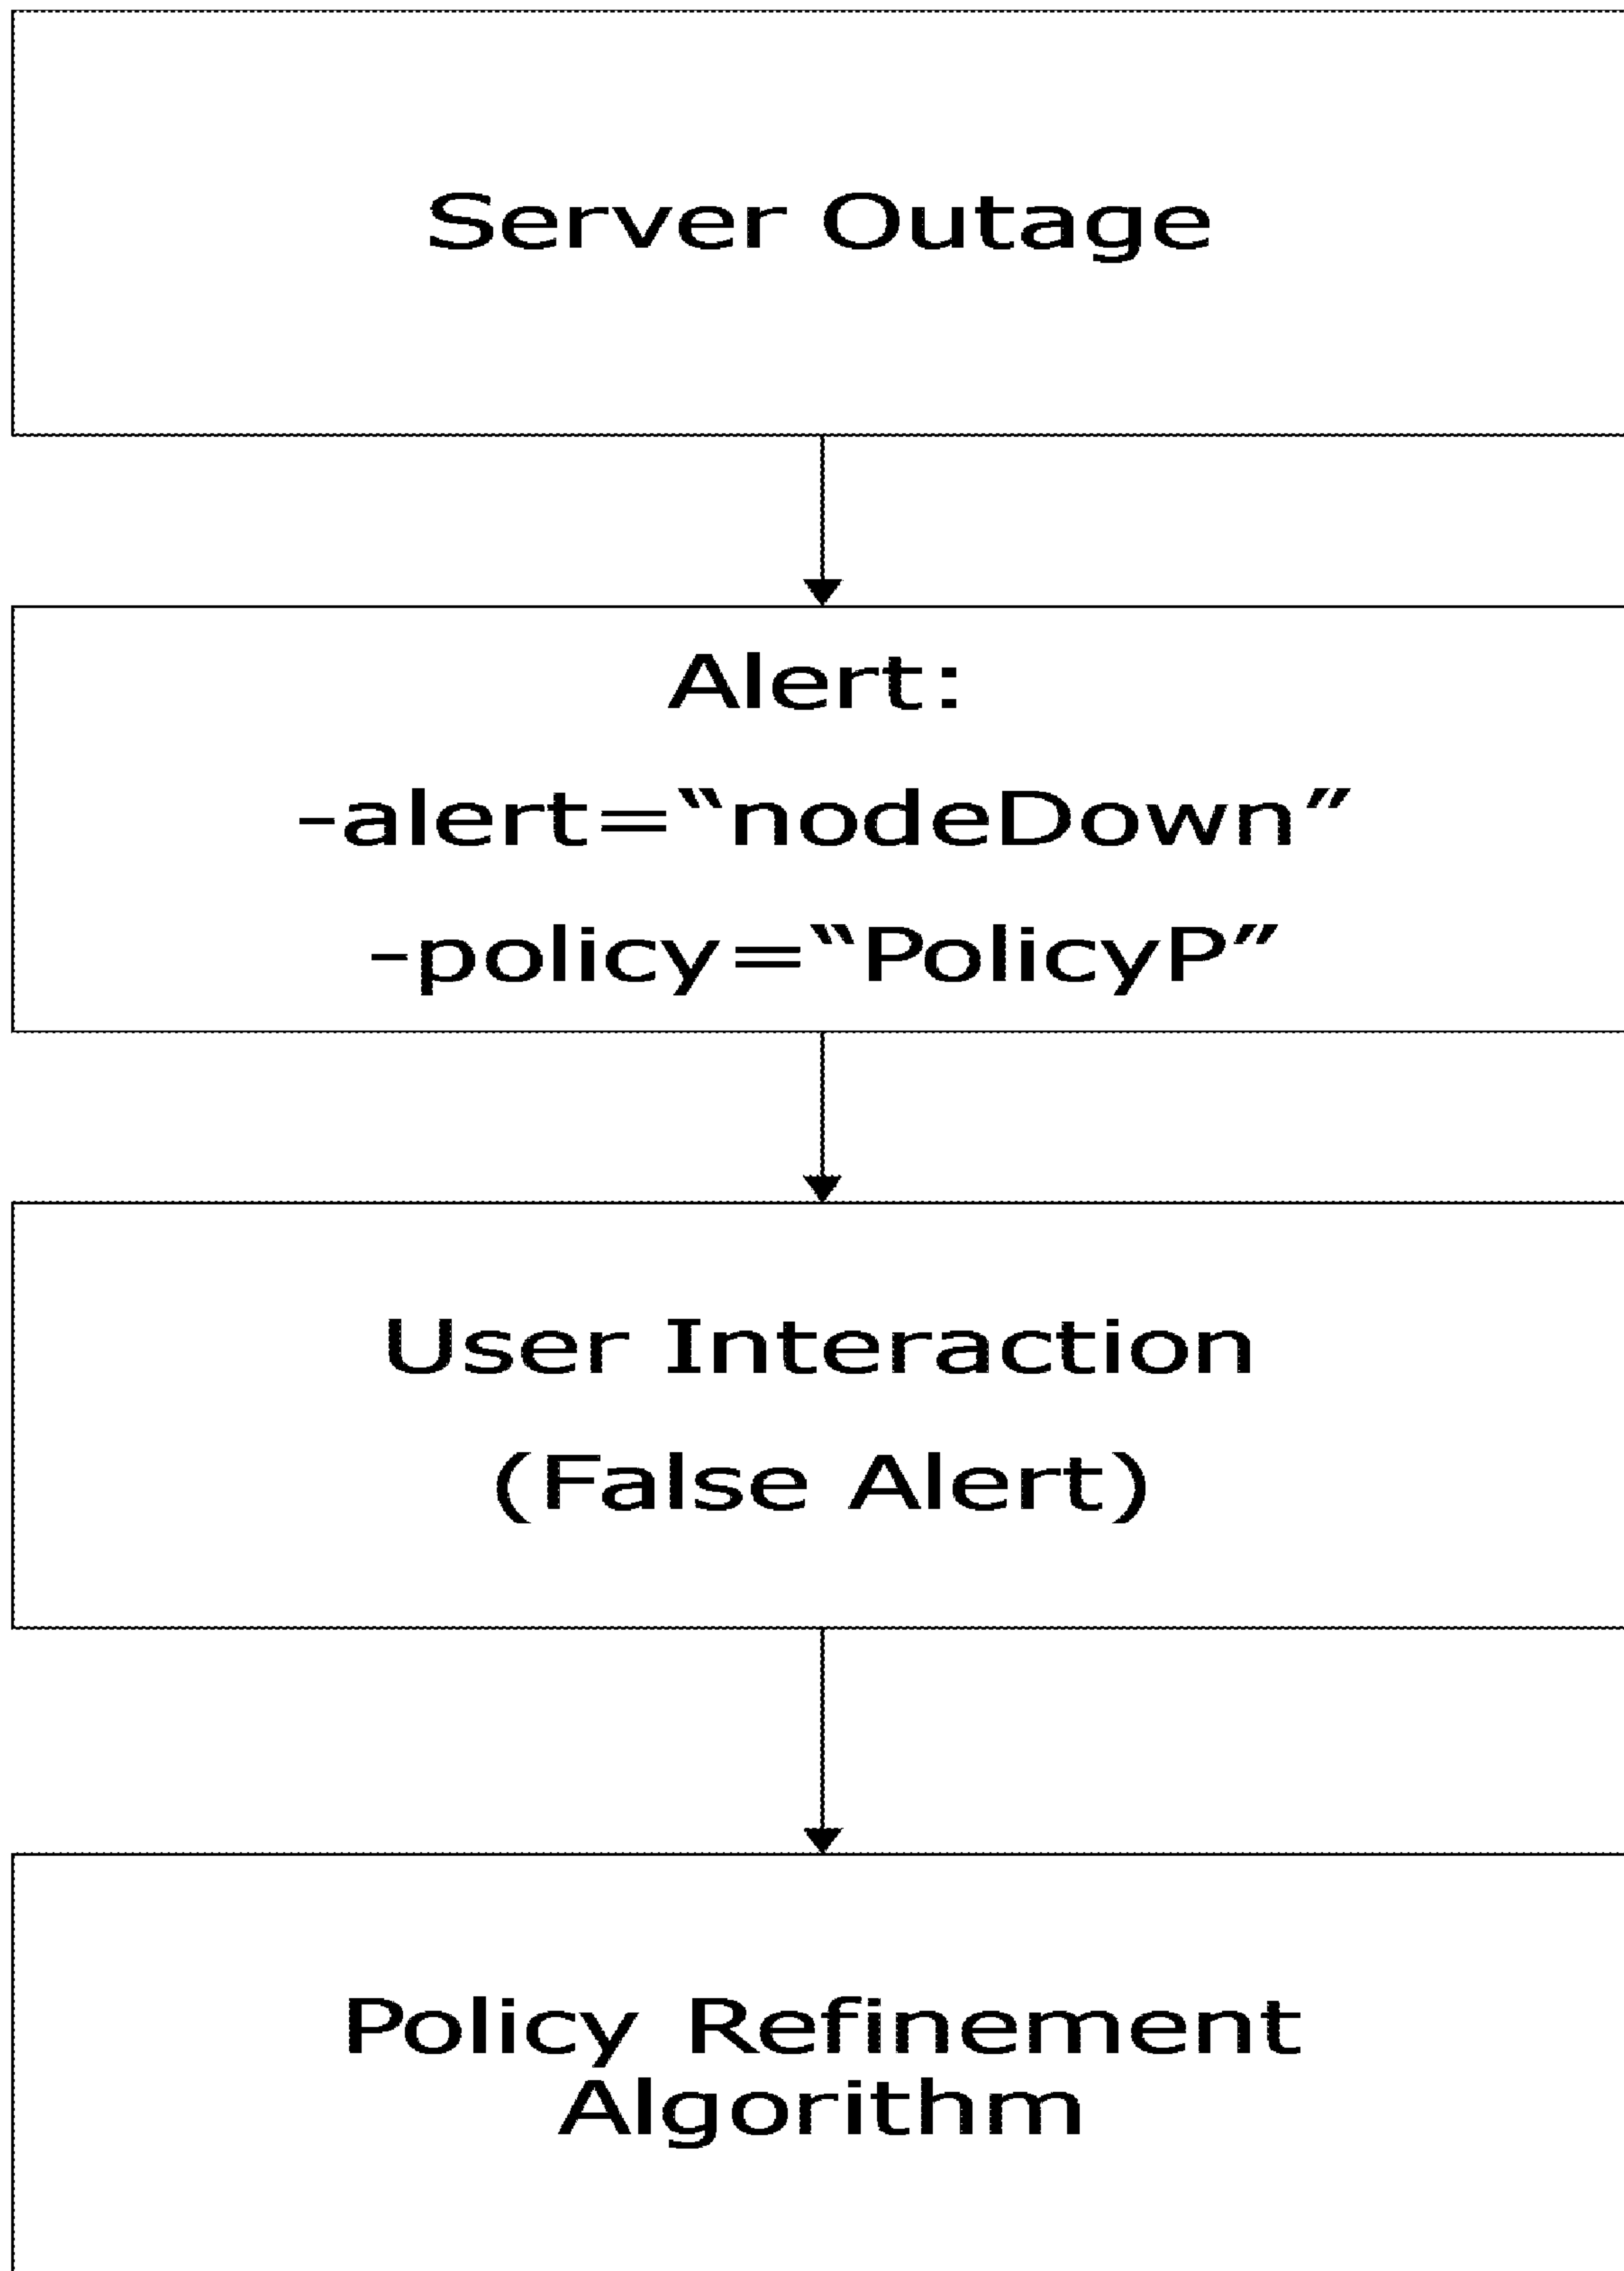 Server Outage
Alert:
-alert=“nodeDown”
-policy=“PolicyP”
User Interaction
(False Alert)
Policy Refinement
Algorithm